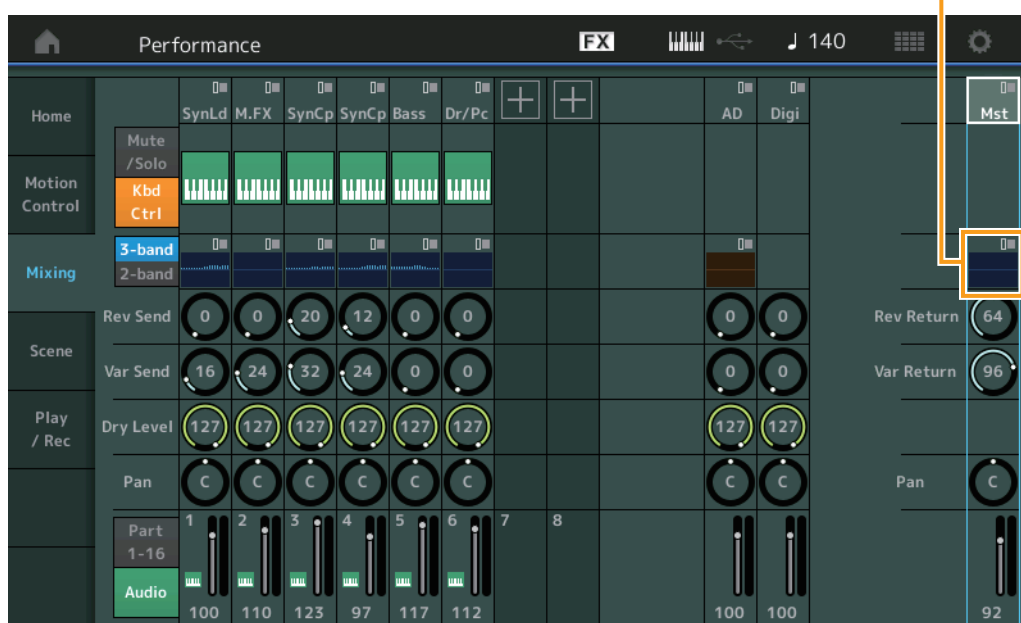 Performance FX 140
SynLd M.FX SynCp SynCp Bass Dr/Pc AD Digi Mst
Home
Mute
/Solo
Motion
Control
Kbd
Ctrl
3-band
2-band
Mixing
Rev Send 0 0 20 12 0 0 0 0 Rev Return 64
Scene
Var Send 16 24 32 24 0 0 0 0 Var Return 96
Play
/ Rec
Dry Level 127 127 127 127 127 127 127 127
Pan C C C C C C C C Pan C
1 2 3 4 5 6 7 8
Part
1-16
Audio
100 110 123 97 117 112 100 100 92